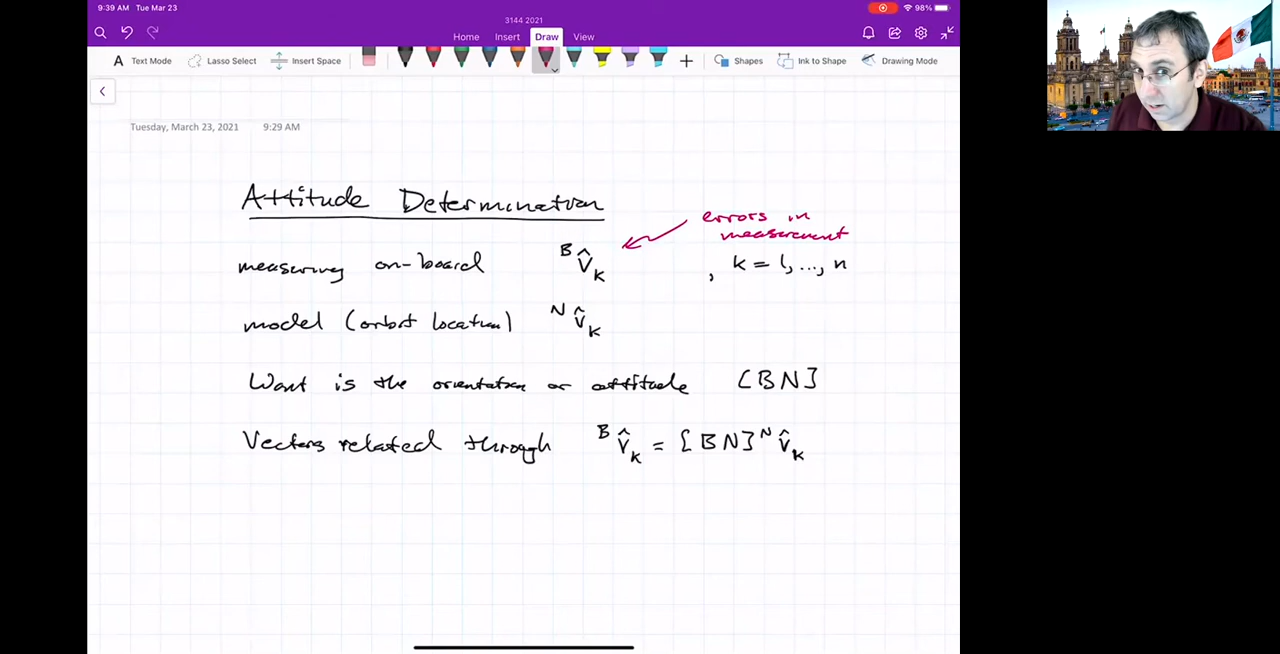 9:39 AM Tue Mar 23
98%
3144 2021
Home Insert Draw View
Text Mode Lasso Select Insert Space Shapes Ink to Shape Drawing Mode
Tuesday, March 23, 2021 9:29 AM
Attitude Determination
errors in
measurement
measuring on-board ᴮv̂ₖ , k = 1, ..., n
model (orbit location) ᴺv̂ₖ
Want is the orientation or attitude [BN]
Vectors related through ᴮv̂ₖ = [BN] ᴺv̂ₖ